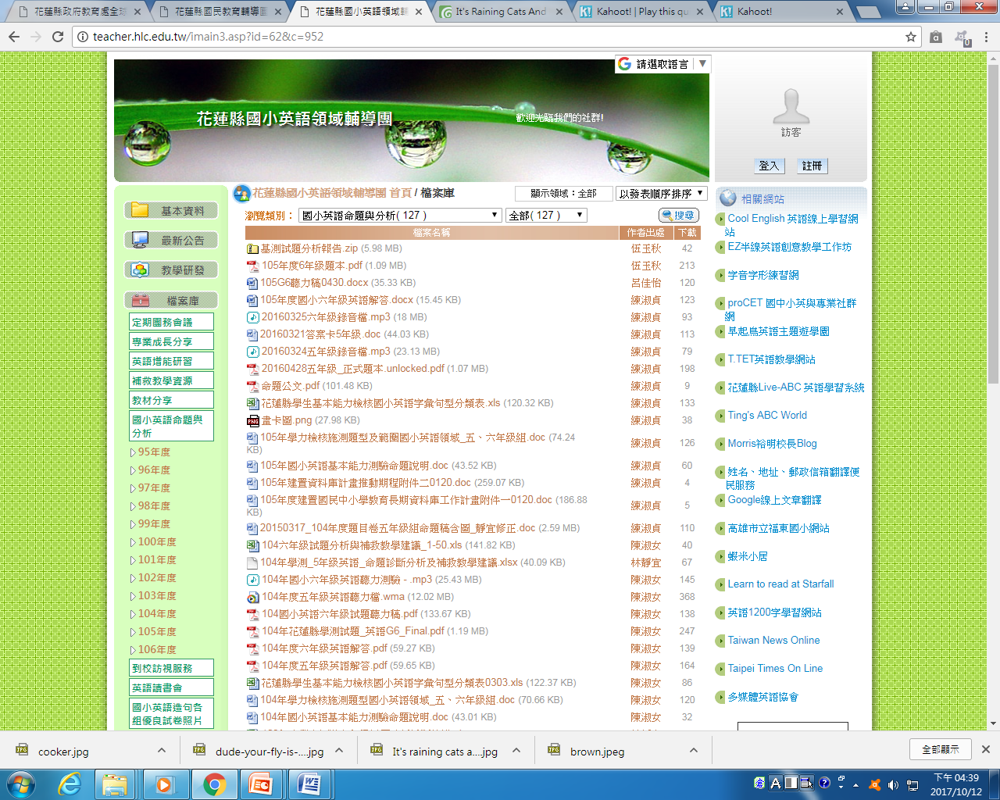 花蓮縣政府教育處全球
花蓮縣國民教育輔導團
花蓮縣國小英語領域輔
It's Raining Cats And
Kahoot! | Play this qu
Kahoot!
teacher.hlc.edu.tw/imain3.asp?id=62&c=952
0
請選取語言 ▼
花蓮縣國小英語領域輔導團
歡迎光臨我們的社群!
訪客
登入 註冊
基本資料
最新公告
教學研發
檔案庫
定期團務會議
專業成長分享
英語增能研習
補救教學資源
教材分享
國小英語命題與
分析
95年度
96年度
97年度
98年度
99年度
100年度
101年度
102年度
103年度
104年度
105年度
106年度
到校訪視服務
英語讀書會
國小英語造句各
組優良試卷照片
花蓮縣國小英語領域輔導團 首頁 / 檔案庫
顯示領域：全部
以發表順序排序
瀏覽類別： 國小英語命題與分析( 127 ) 全部( 127 ) 搜尋
檔案名稱 作者出處 下載
基測試題分析報告.zip (5.98 MB) 伍玉秋 42
105年度6年級題本.pdf (1.09 MB) 伍玉秋 213
105G6聽力稿0430.docx (35.33 KB) 呂佳怡 120
105年度國小六年級英語解答.docx (15.45 KB) 練淑貞 123
20160325六年級錄音檔.mp3 (18 MB) 練淑貞 93
20160321答案卡5年級.doc (44.03 KB) 練淑貞 113
20160324五年級錄音檔.mp3 (23.13 MB) 練淑貞 79
20160428五年級_正式題本.unlocked.pdf (1.07 MB) 練淑貞 198
命題公文.pdf (101.48 KB) 練淑貞 9
花蓮縣學生基本能力檢核國小英語字彙句型分類表.xls (120.32 KB) 練淑貞 133
畫卡圖.png (27.98 KB) 練淑貞 38
105年學力檢核施測題型及範圍國小英語領域_五、六年級組.doc (74.24
KB) 練淑貞 126
105年國小英語基本能力測驗命題說明.doc (43.52 KB) 練淑貞 60
105年建置資料庫計畫推動期程附件二0120.doc (259.07 KB) 練淑貞 4
105年度建置國民中小學教育長期資料庫工作計畫附件一0120.doc (186.88
KB) 練淑貞 5
20150317_104年度題目卷五年級組命題稿含圖_靜宜修正.doc (2.59 MB) 練淑貞 110
104六年級試題分析與補救教學建議_1-50.xls (141.82 KB) 陳淑女 40
104年學測_5年級英語_命題診斷分析及補救教學建議.xlsx (40.09 KB) 林靜宜 67
104年國小六年級英語聽力測驗 - .mp3 (25.43 MB) 陳淑女 145
104年度五年級英語聽力檔.wma (12.02 MB) 陳淑女 368
104國小英語六年級試題聽力稿.pdf (133.67 KB) 陳淑女 138
104年花蓮縣學測試題_英語G6_Final.pdf (1.19 MB) 陳淑女 247
104年度六年級英語解答.pdf (59.27 KB) 陳淑女 139
104年度五年級英語解答.pdf (59.65 KB) 陳淑女 164
花蓮縣學生基本能力檢核國小英語字彙句型分類表0303.xls (122.37 KB) 陳淑女 86
104年學力檢核施測題型國小英語領域_五、六年級組.doc (70.66 KB) 陳淑女 120
104年國小英語基本能力測驗命題說明.doc (43.01 KB) 陳淑女 32
相關網站
Cool English 英語線上學習網
站
EZ半線英語創意教學工作坊
字音字形練習網
proCET 國中小英與專業社群
網
早起鳥英語主題遊學園
T.TET英語教學網站
花蓮縣Live-ABC 英語學習系統
Ting's ABC World
Morris裕明校長Blog
姓名、地址、郵政信箱翻譯便
民服務
Google線上文章翻譯
高雄市立福東國小網站
蝦米小居
Learn to read at Starfall
英語1200字學習網站
Taiwan News Online
Taipei Times On Line
多媒體英語協會
cooker.jpg
dude-your-fly-is-....jpg
It's raining cats a....jpg
brown.jpeg
全部顯示
下午 04:39
2017/10/12